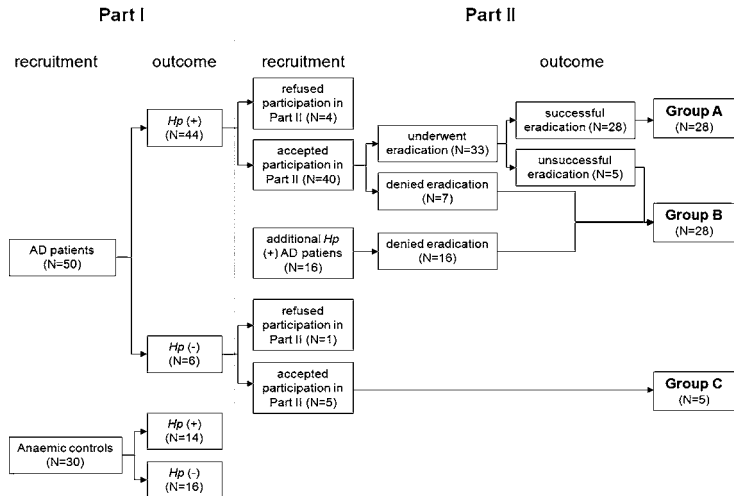 Part I
Part II
recruitment
outcome
recruitment
outcome
AD patients
(N=50)
Hp (+)
(N=44)
Hp (-)
(N=6)
Anaemic controls
(N=30)
Hp (+)
(N=14)
Hp (-)
(N=16)
refused
participation in
Part II (N=4)
accepted
participation in
Part II (N=40)
additional Hp
(+) AD patiens
(N=16)
refused
participation in
Part II (N=1)
accepted
participation in
Part II (N=5)
underwent
eradication (N=33)
denied eradication
(N=7)
denied eradication
(N=16)
successful
eradication (N=28)
unsuccessful
eradication (N=5)
Group A
(N=28)
Group B
(N=28)
Group C
(N=5)